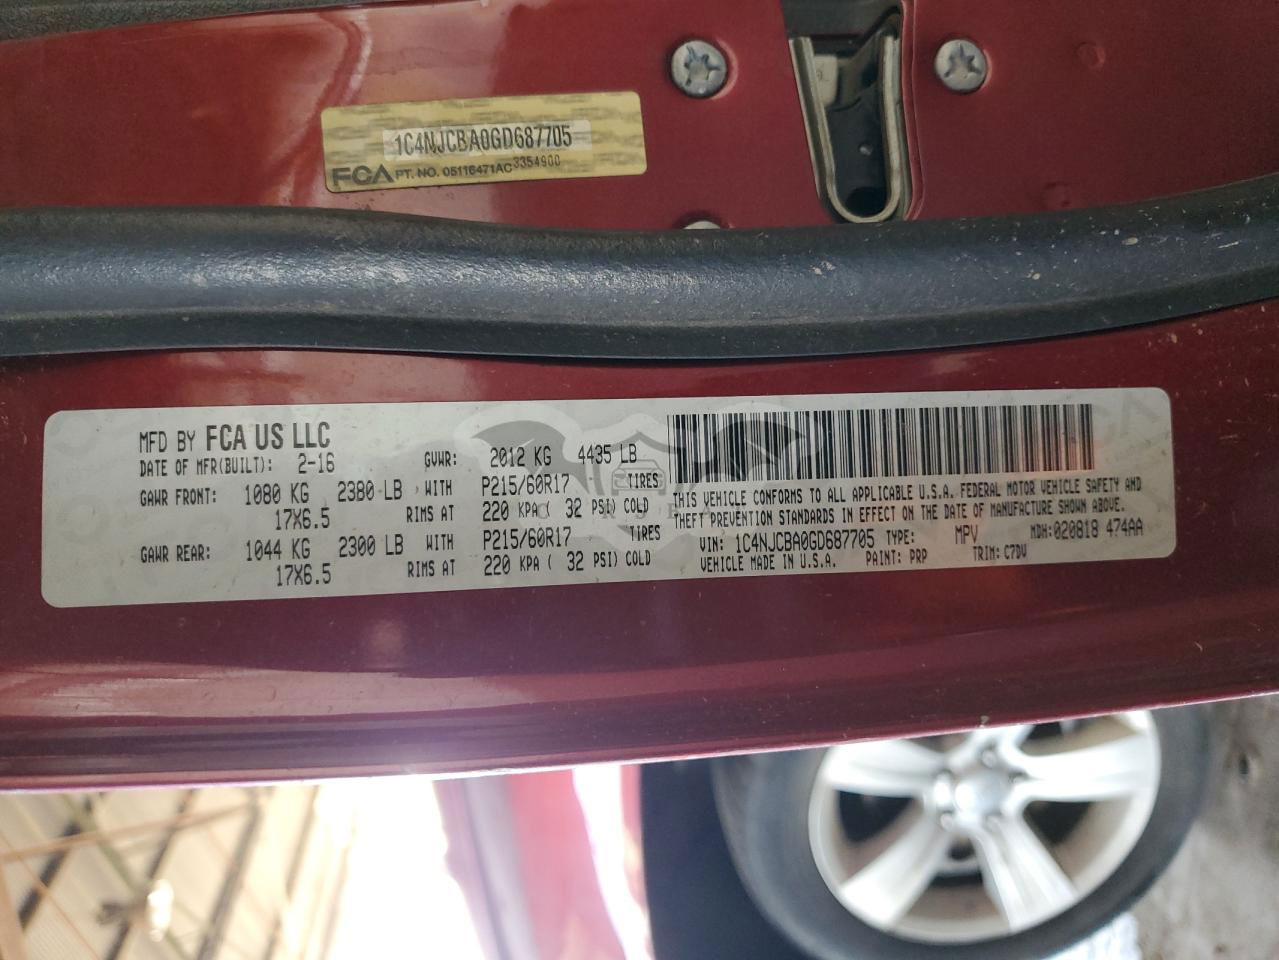 1C4NJCBA0GD687705
FCA PT. NO. 05116471AC 3354900
MFD BY FCA US LLC
DATE OF MFR(BUILT): 2-16 GVWR: 2012 KG 4435 LB
GAWR FRONT: 1080 KG 2380 LB WITH P215/60R17 TIRES
17X6.5 RIMS AT 220 KPA ( 32 PSI) COLD
GAWR REAR: 1044 KG 2300 LB WITH P215/60R17 TIRES
17X6.5 RIMS AT 220 KPA ( 32 PSI) COLD
THIS VEHICLE CONFORMS TO ALL APPLICABLE U.S.A. FEDERAL MOTOR VEHICLE SAFETY AND
THEFT PREVENTION STANDARDS IN EFFECT ON THE DATE OF MANUFACTURE SHOWN ABOVE.
VIN: 1C4NJCBA0GD687705 TYPE: MPV MDH:020818 474AA
VEHICLE MADE IN U.S.A. PAINT: PRP TRIM: C7DV